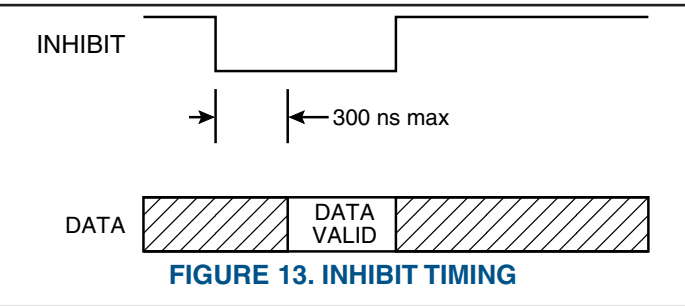 INHIBIT
300 ns max
DATA
DATA
VALID
FIGURE 13. INHIBIT TIMING